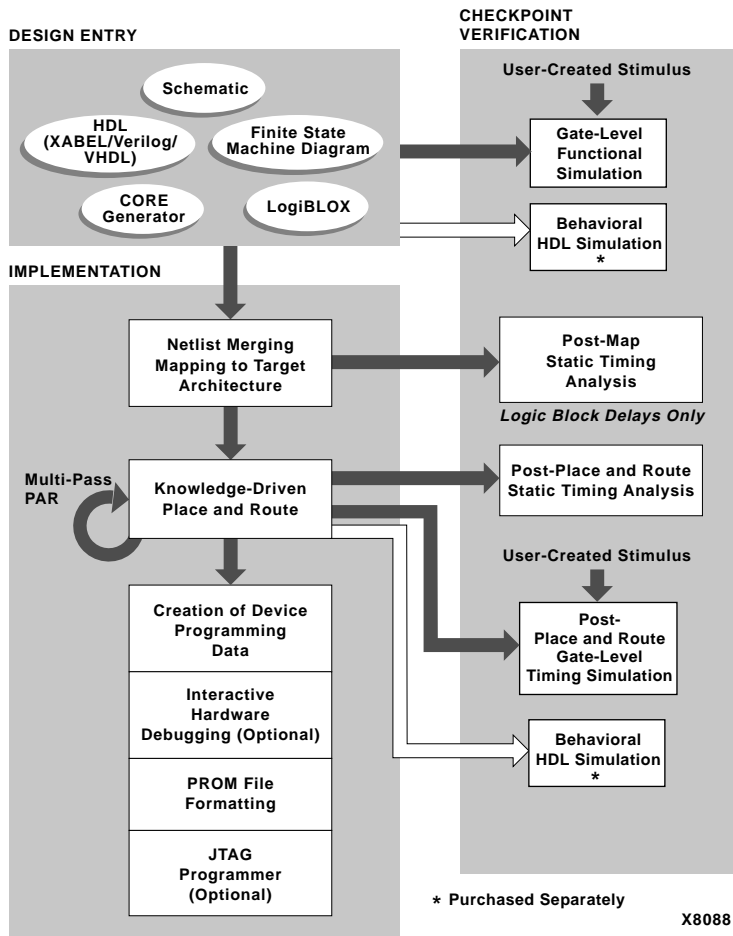 DESIGN ENTRY
Schematic
HDL
(XABEL/Verilog/
VHDL)
Finite State
Machine Diagram
CORE
Generator
LogiBLOX
IMPLEMENTATION
Netlist Merging
Mapping to Target
Architecture
Multi-Pass
PAR
Knowledge-Driven
Place and Route
Creation of Device
Programming
Data
Interactive
Hardware
Debugging (Optional)
PROM File
Formatting
JTAG
Programmer
(Optional)
CHECKPOINT
VERIFICATION
User-Created Stimulus
Gate-Level
Functional
Simulation
Behavioral
HDL Simulation
*
Post-Map
Static Timing
Analysis
Logic Block Delays Only
Post-Place and Route
Static Timing Analysis
User-Created Stimulus
Post-
Place and Route
Gate-Level
Timing Simulation
Behavioral
HDL Simulation
*
* Purchased Separately
X8088